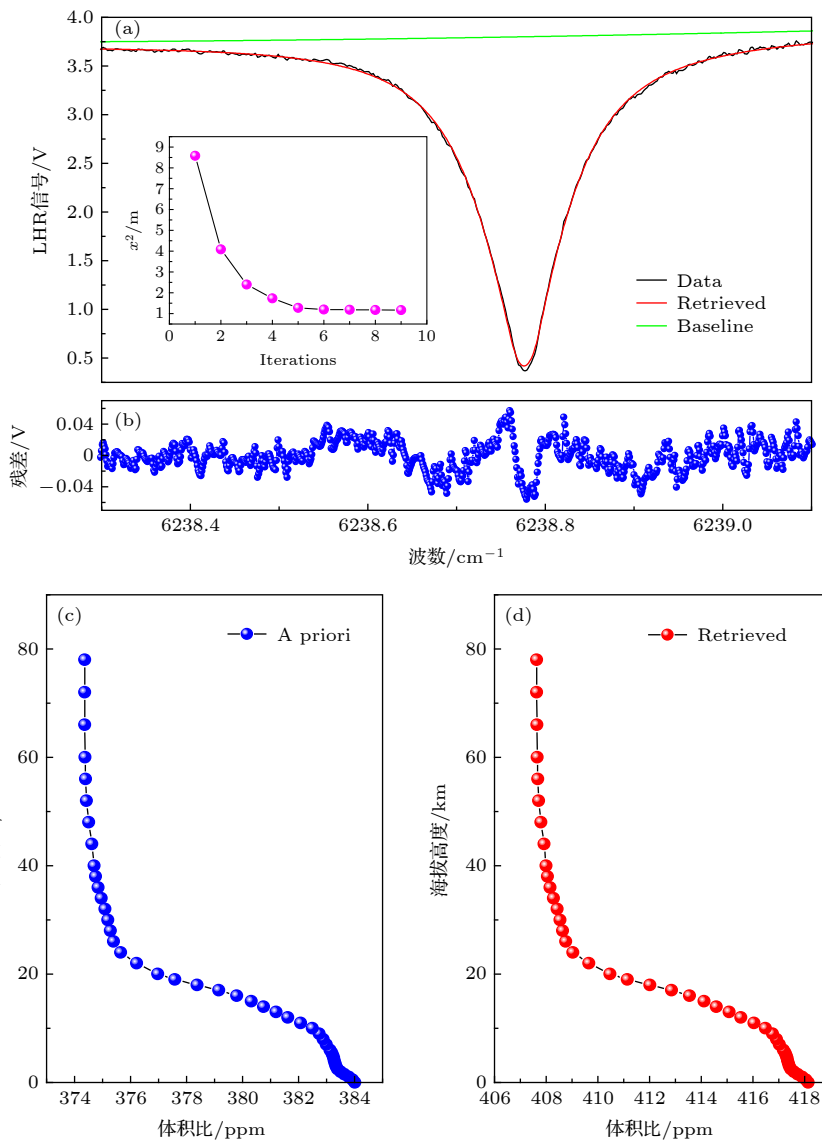 (a)
4.0
3.5
3.0
2.5
2.0
1.5
1.0
0.5
LHR信号/V
9
8
7
6
5
4
3
2
1
x²/m
0 2 4 6 8 10
Iterations
Data
Retrieved
Baseline
(b)
0.04
0
−0.04
残差/V
6238.4 6238.6 6238.8 6239.0
波数/cm⁻¹
(c)
A priori
80
60
40
20
0
374 376 378 380 382 384
体积比/ppm
(d)
Retrieved
80
60
40
20
0
海拔高度/km
406 408 410 412 414 416 418
体积比/ppm